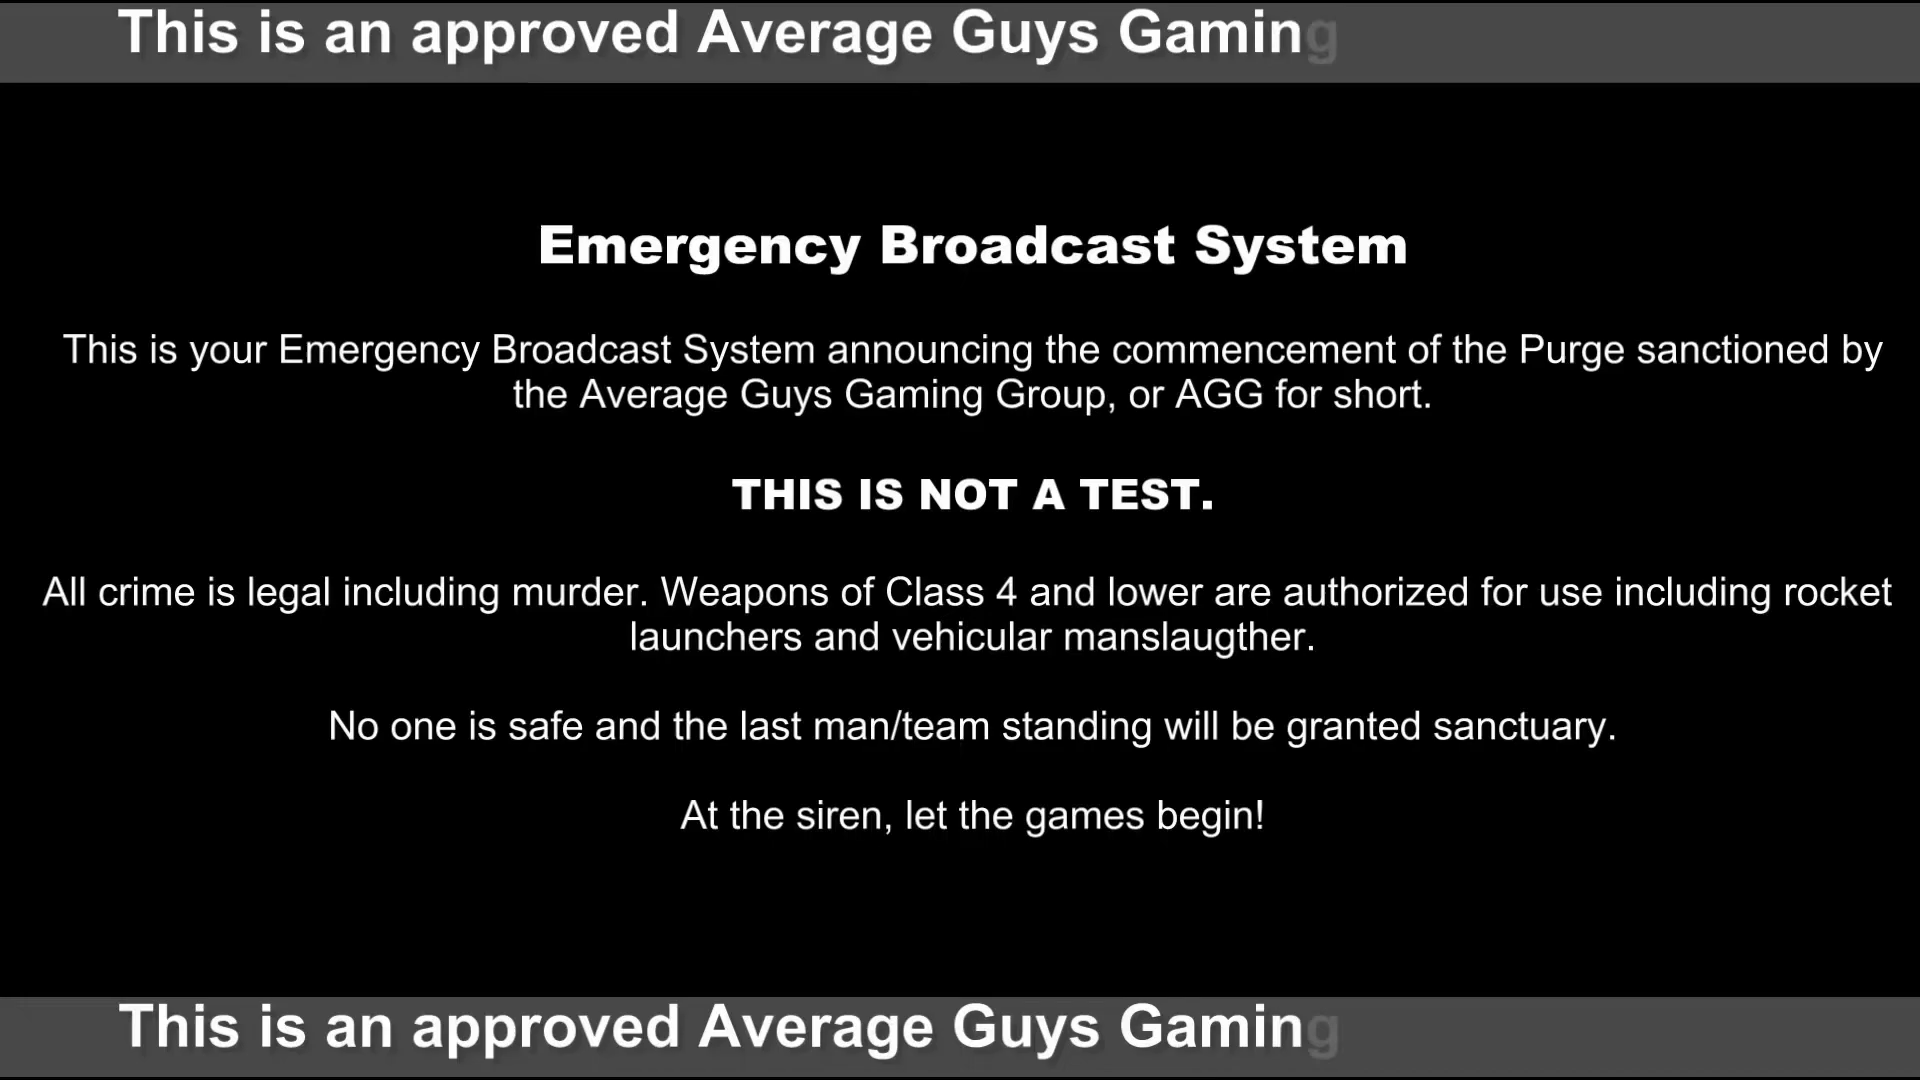 This is an approved Average Guys Gaming
Emergency Broadcast System
This is your Emergency Broadcast System announcing the commencement of the Purge sanctioned by
the Average Guys Gaming Group, or AGG for short.
THIS IS NOT A TEST.
All crime is legal including murder. Weapons of Class 4 and lower are authorized for use including rocket
launchers and vehicular manslaugther.
No one is safe and the last man/team standing will be granted sanctuary.
At the siren, let the games begin!
This is an approved Average Guys Gaming